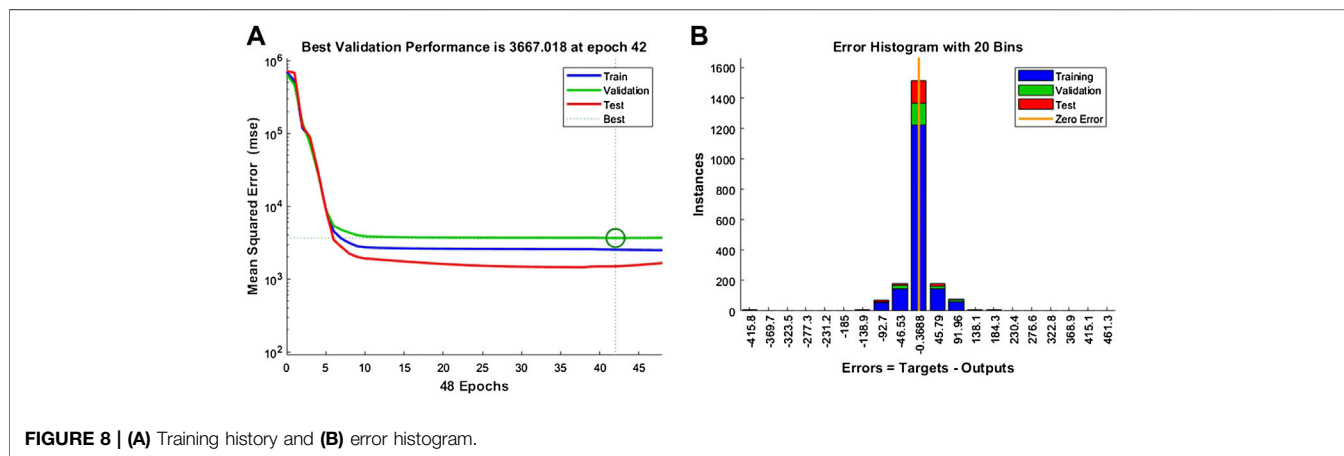 A
Best Validation Performance is 3667.018 at epoch 42
Mean Squared Error (mse)
10^6
10^5
10^4
10^3
10^2
Train
Validation
Test
Best
0 5 10 15 20 25 30 35 40 45
48 Epochs
B
Error Histogram with 20 Bins
Instances
1600
1400
1200
1000
800
600
400
200
0
Training
Validation
Test
Zero Error
-415.8 -369.7 -323.5 -277.3 -231.2 -185 -138.9 -92.7 -46.53 -0.3688 45.79 91.96 138.1 184.3 230.4 276.6 322.8 368.9 415.1 461.3
Errors = Targets - Outputs
FIGURE 8 | (A) Training history and (B) error histogram.